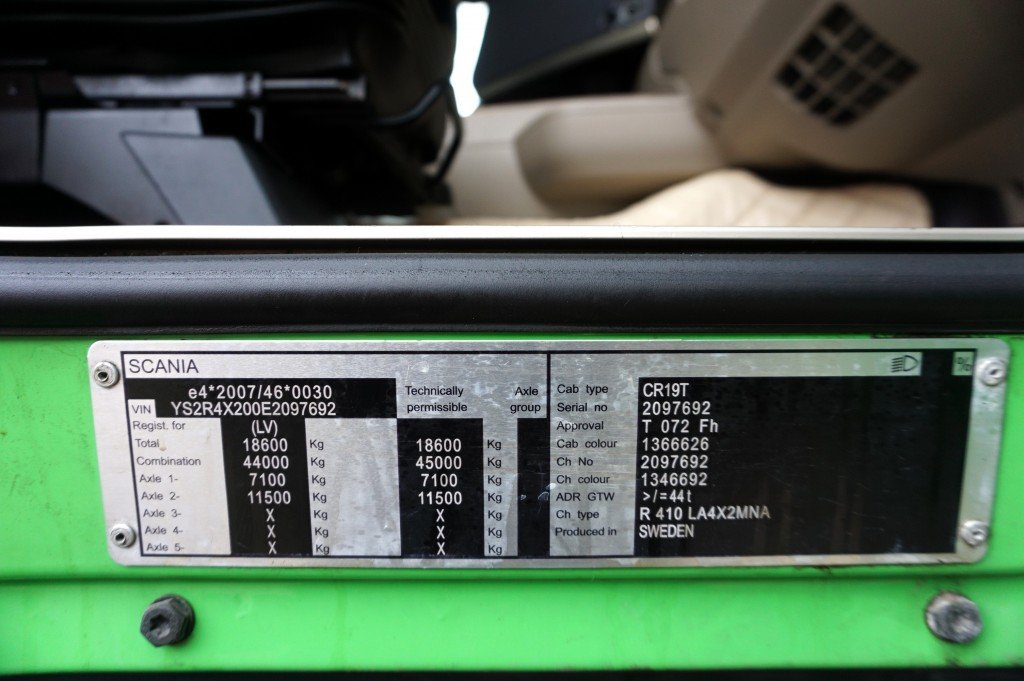 SCANIA %
e4*2007/46*0030 Technically Axle Cab type CR19T
VIN YS2R4X200E2097692 permissible group Serial no 2097692
Regist. for (LV) Approval T 072 Fh
Total 18600 Kg 18600 Kg Cab colour 1366626
Combination 44000 Kg 45000 Kg Ch No 2097692
Axle 1- 7100 Kg 7100 Kg Ch colour 1346692
Axle 2- 11500 Kg 11500 Kg ADR GTW >/=44t
Axle 3- X Kg X Kg Ch type R 410 LA4X2MNA
Axle 4- X Kg X Kg Produced in SWEDEN
Axle 5- X Kg X Kg